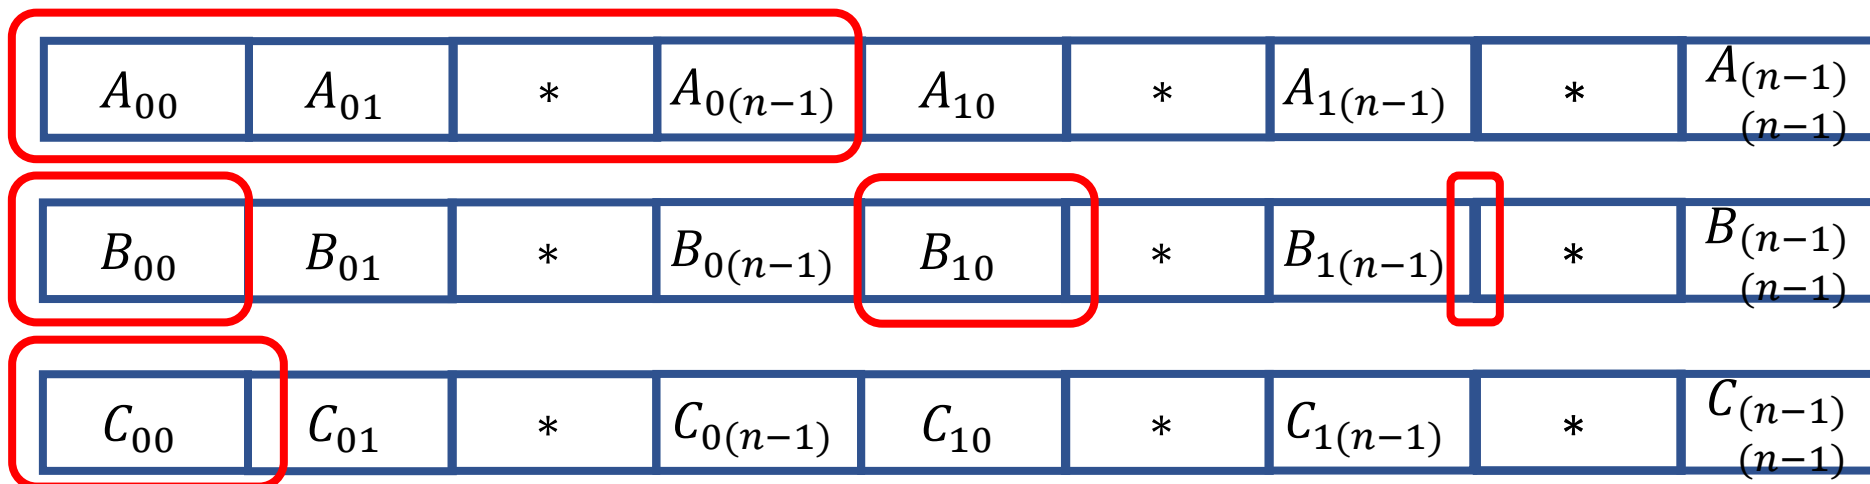 A₀₀ A₀₁ * A₀₍ₙ₋₁₎ A₁₀ * A₁₍ₙ₋₁₎ * A₍ₙ₋₁₎
₍ₙ₋₁₎
B₀₀ B₀₁ * B₀₍ₙ₋₁₎ B₁₀ * B₁₍ₙ₋₁₎ * B₍ₙ₋₁₎
₍ₙ₋₁₎
C₀₀ C₀₁ * C₀₍ₙ₋₁₎ C₁₀ * C₁₍ₙ₋₁₎ * C₍ₙ₋₁₎
₍ₙ₋₁₎